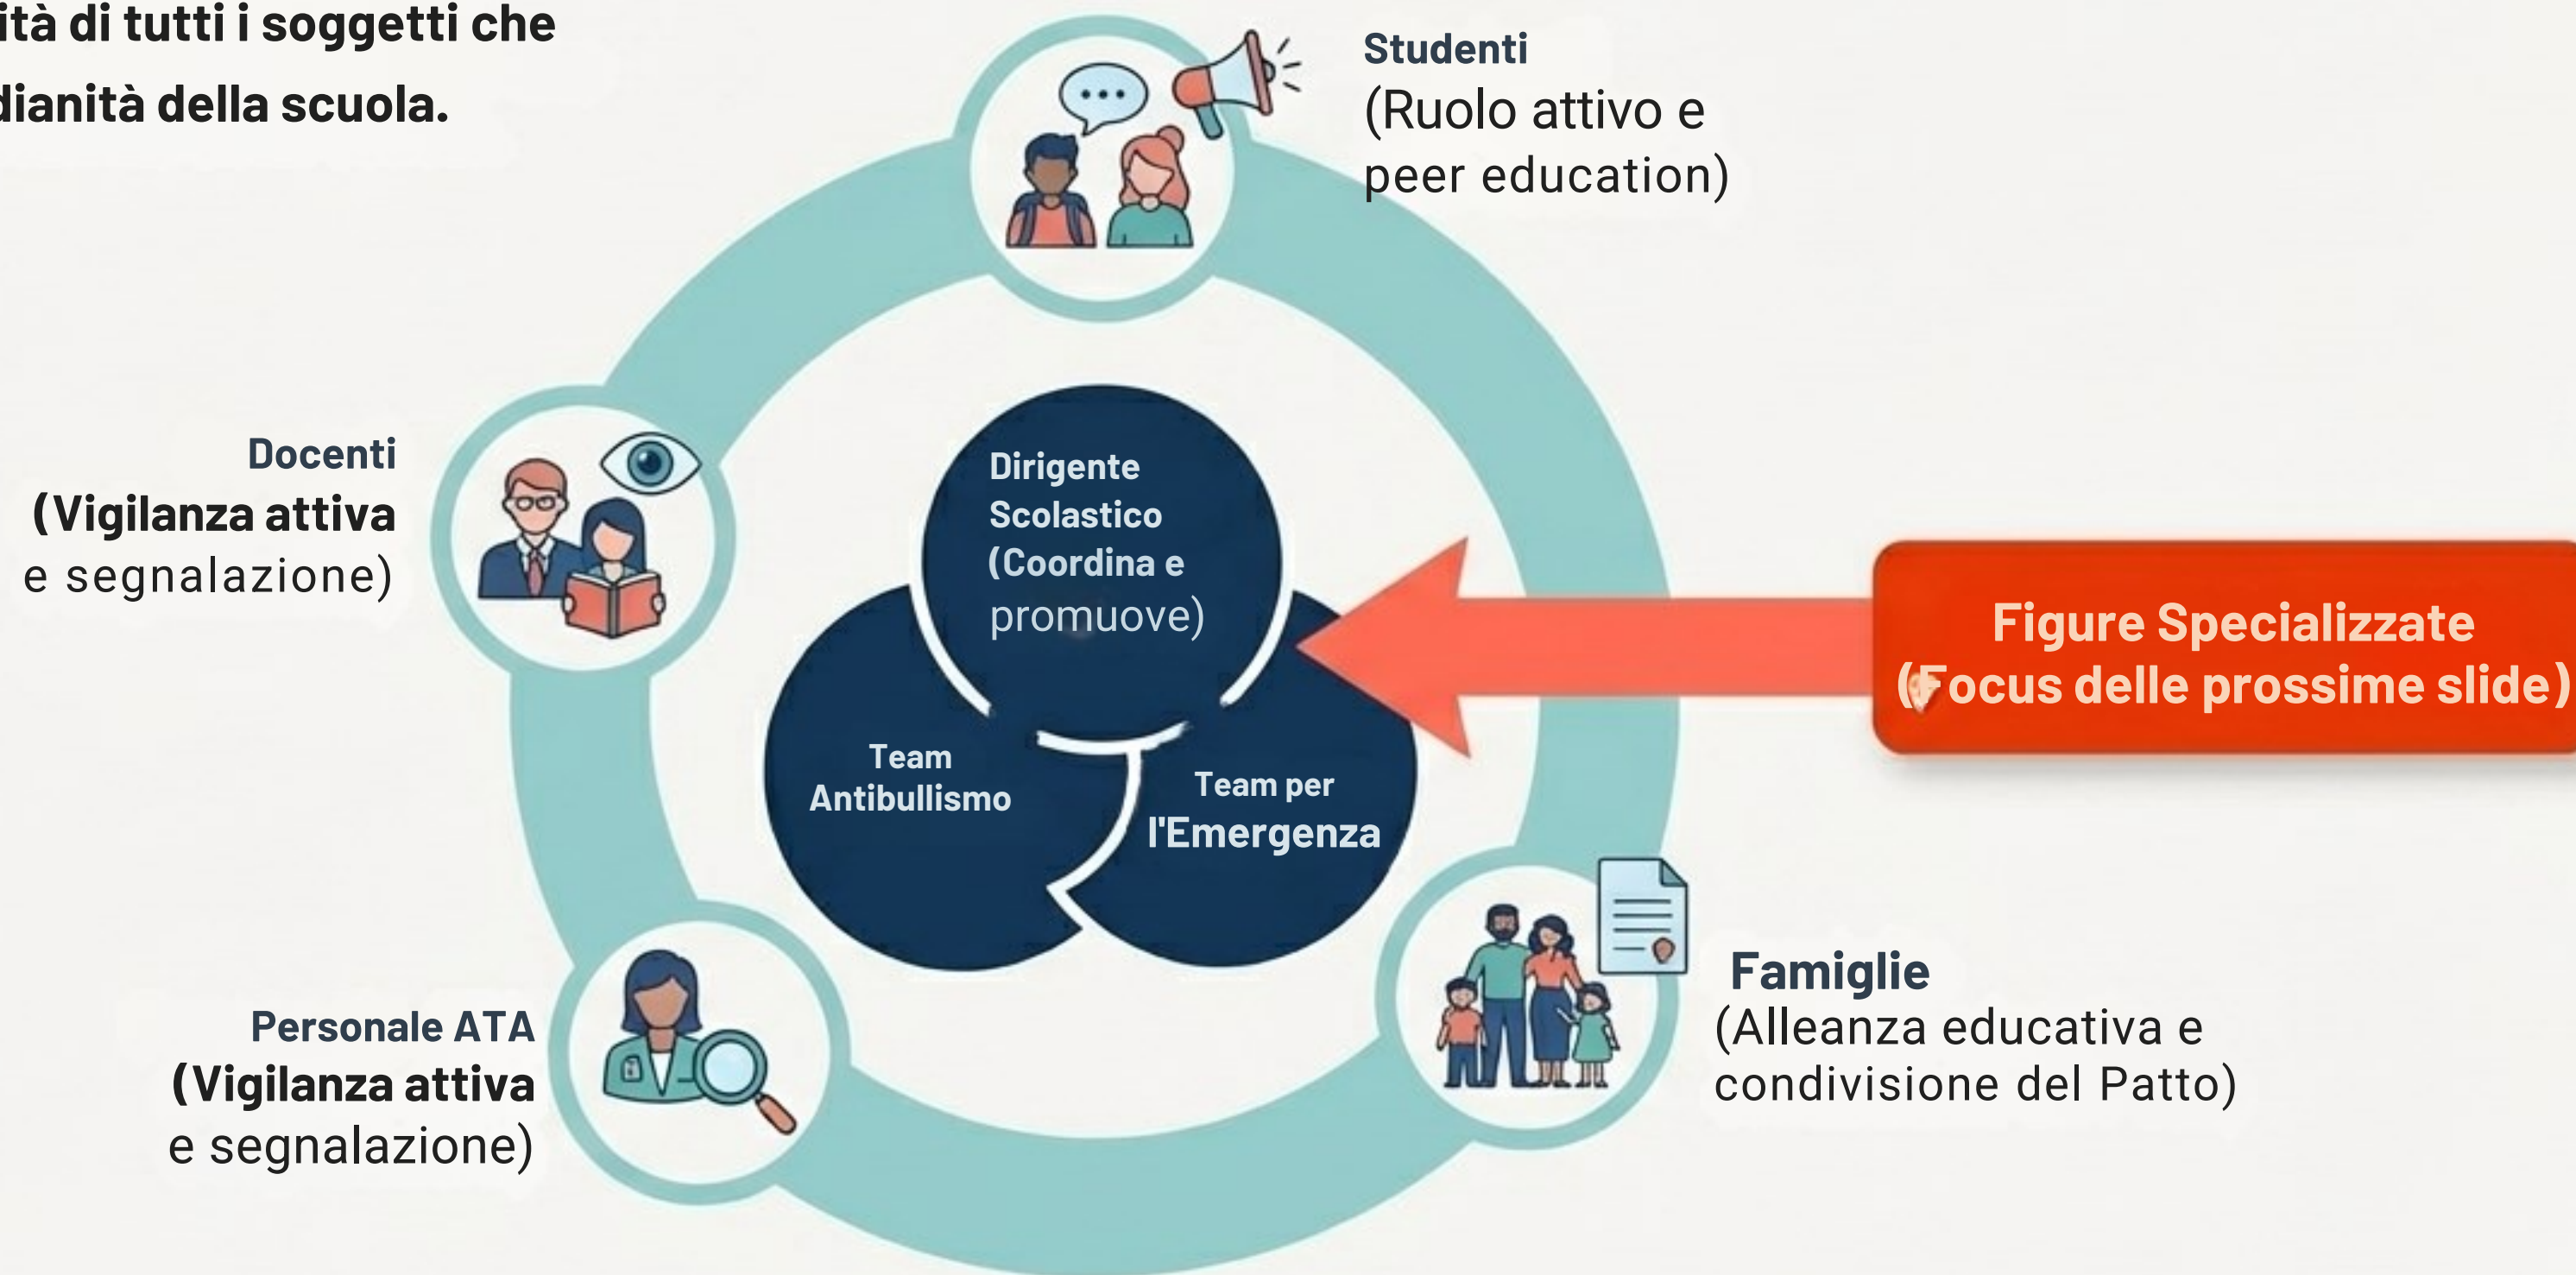 ità di tutti i soggetti che
dianità della scuola.
Studenti
(Ruolo attivo e
peer education)
Docenti
(Vigilanza attiva
e segnalazione)
Dirigente
Scolastico
(Coordina e
promuove)
Figure Specializzate
(Focus delle prossime slide)
Team
Antibullismo
Team per
l'Emergenza
Famiglie
(Alleanza educativa e
condivisione del Patto)
Personale ATA
(Vigilanza attiva
e segnalazione)